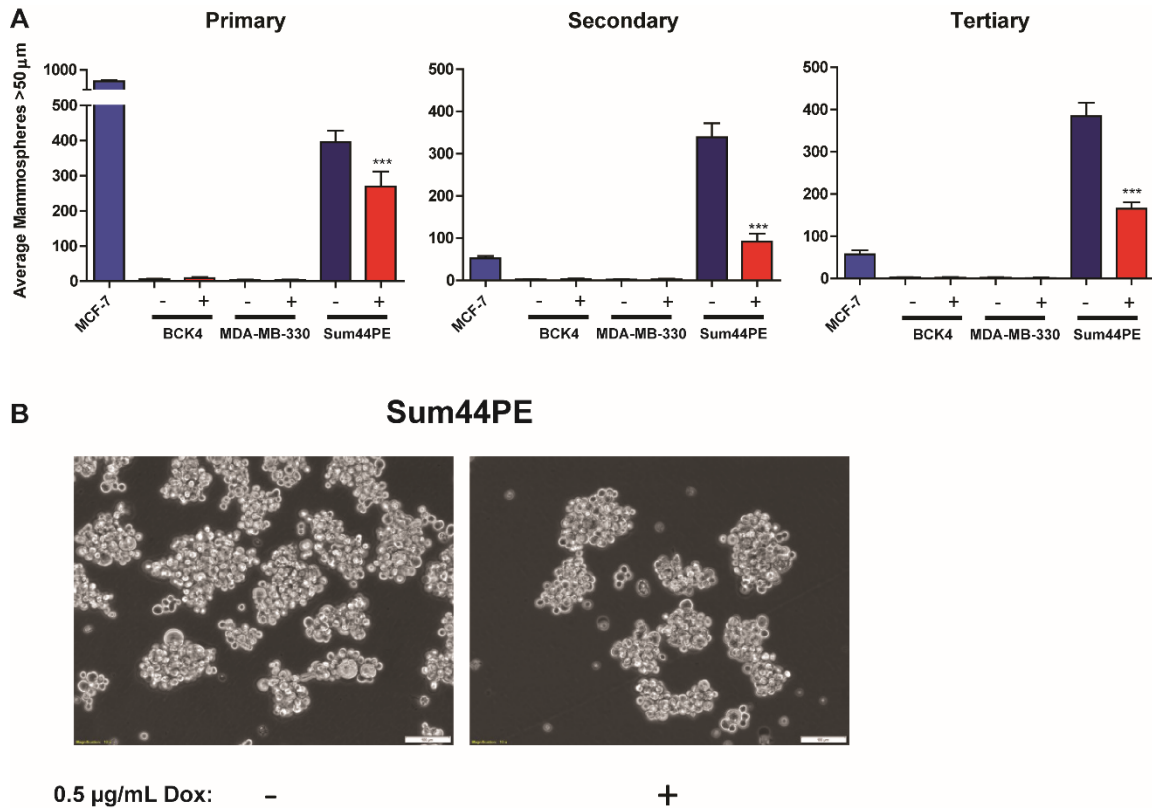 A
Primary
Secondary
Tertiary
Average Mammospheres >50 μm
1000
500
400
300
200
100
0
***
MCF-7
- + - + - +
BCK4 MDA-MB-330 Sum44PE
500
400
300
200
100
0
***
MCF-7
- + - + - +
BCK4 MDA-MB-330 Sum44PE
500
400
300
200
100
0
***
MCF-7
- + - + - +
BCK4 MDA-MB-330 Sum44PE
B
Sum44PE
0.5 μg/mL Dox: - +